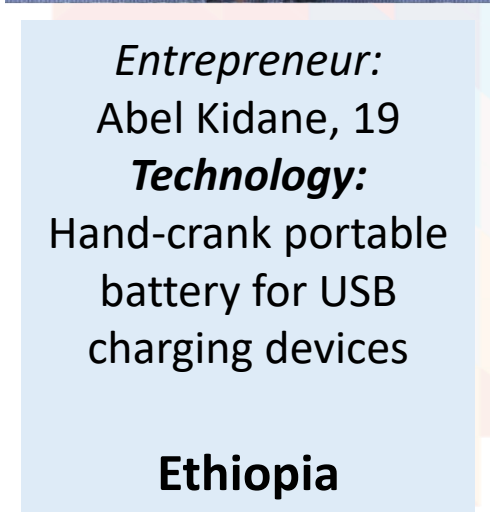 Entrepreneur:
Abel Kidane, 19
Technology:
Hand-crank portable
battery for USB
charging devices
Ethiopia